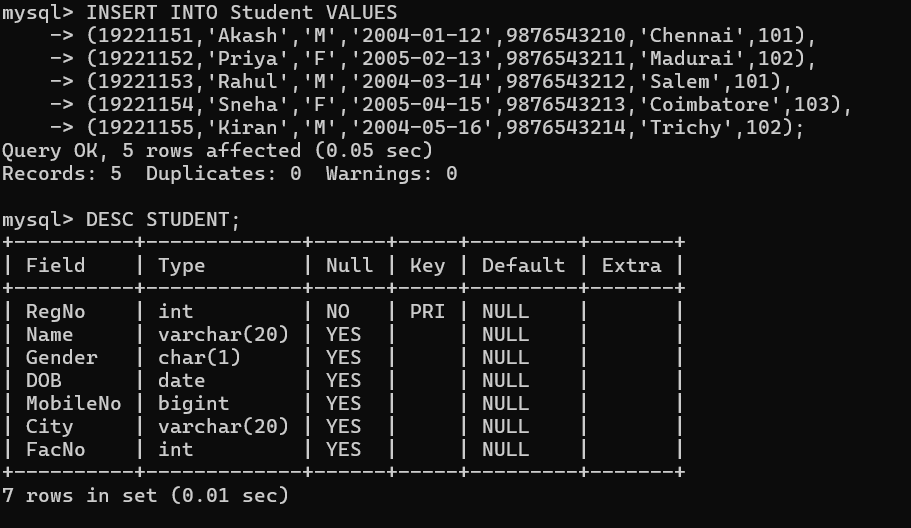 mysql> INSERT INTO Student VALUES
    -> (19221151,'Akash','M','2004-01-12',9876543210,'Chennai',101),
    -> (19221152,'Priya','F','2005-02-13',9876543211,'Madurai',102),
    -> (19221153,'Rahul','M','2004-03-14',9876543212,'Salem',101),
    -> (19221154,'Sneha','F','2005-04-15',9876543213,'Coimbatore',103),
    -> (19221155,'Kiran','M','2004-05-16',9876543214,'Trichy',102);
Query OK, 5 rows affected (0.05 sec)
Records: 5  Duplicates: 0  Warnings: 0

mysql> DESC STUDENT;
+----------+-------------+------+-----+---------+-------+
| Field    | Type        | Null | Key | Default | Extra |
+----------+-------------+------+-----+---------+-------+
| RegNo    | int         | NO   | PRI | NULL    |       |
| Name     | varchar(20) | YES  |     | NULL    |       |
| Gender   | char(1)     | YES  |     | NULL    |       |
| DOB      | date        | YES  |     | NULL    |       |
| MobileNo | bigint      | YES  |     | NULL    |       |
| City     | varchar(20) | YES  |     | NULL    |       |
| FacNo    | int         | YES  |     | NULL    |       |
+----------+-------------+------+-----+---------+-------+
7 rows in set (0.01 sec)